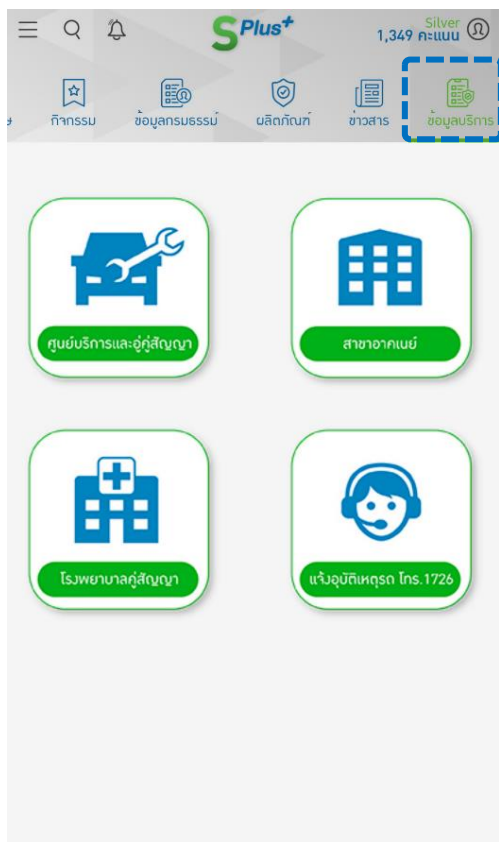 SPlus+
Silver
1,349 คะแนน
กิจกรรม
ข้อมูลกรมธรรม์
ผลิตภัณฑ์
ข่าวสาร
ข้อมูลบริการ
ศูนย์บริการและอู่คู่สัญญา
สาขาอาคเนย์
โรงพยาบาลคู่สัญญา
แจ้งอุบัติเหตุรถ โทร.1726